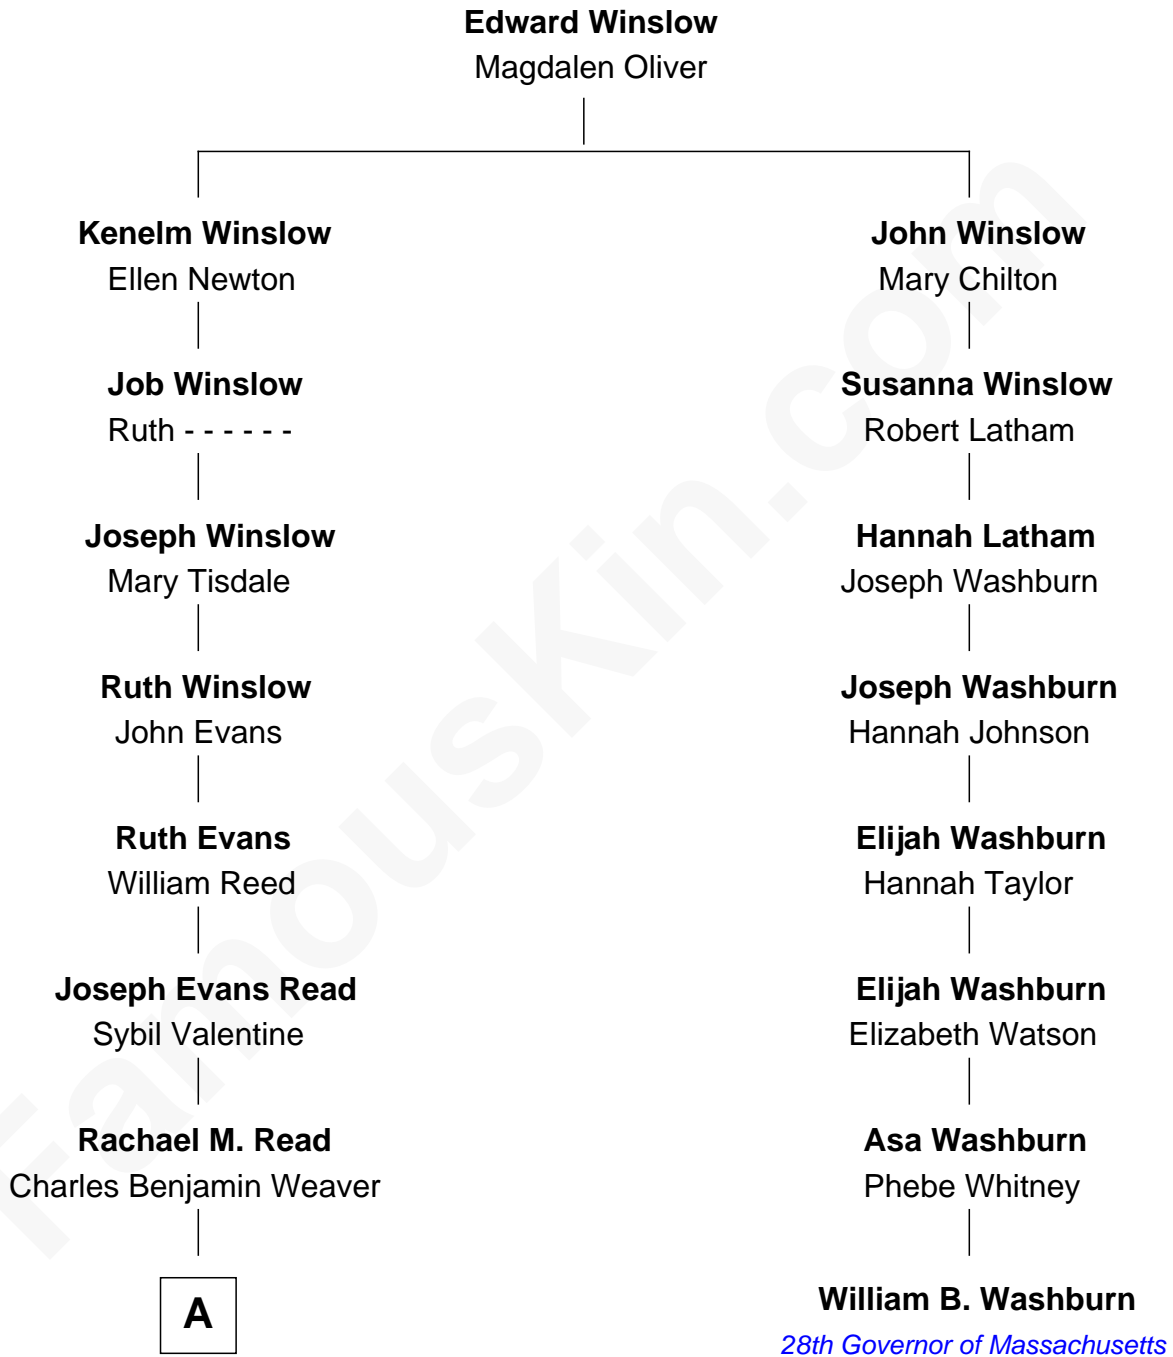 Edward Winslow
Magdalen Oliver
Kenelm Winslow
Ellen Newton
Job Winslow
Ruth - - - - - -
Joseph Winslow
Mary Tisdale
Ruth Winslow
John Evans
Ruth Evans
William Reed
Joseph Evans Read
Sybil Valentine
Rachael M. Read
Charles Benjamin Weaver
A
John Winslow
Mary Chilton
Susanna Winslow
Robert Latham
Hannah Latham
Joseph Washburn
Joseph Washburn
Hannah Johnson
Elijah Washburn
Hannah Taylor
Elijah Washburn
Elizabeth Watson
Asa Washburn
Phebe Whitney
William B. Washburn
28th Governor of Massachusetts
FamousKin.com